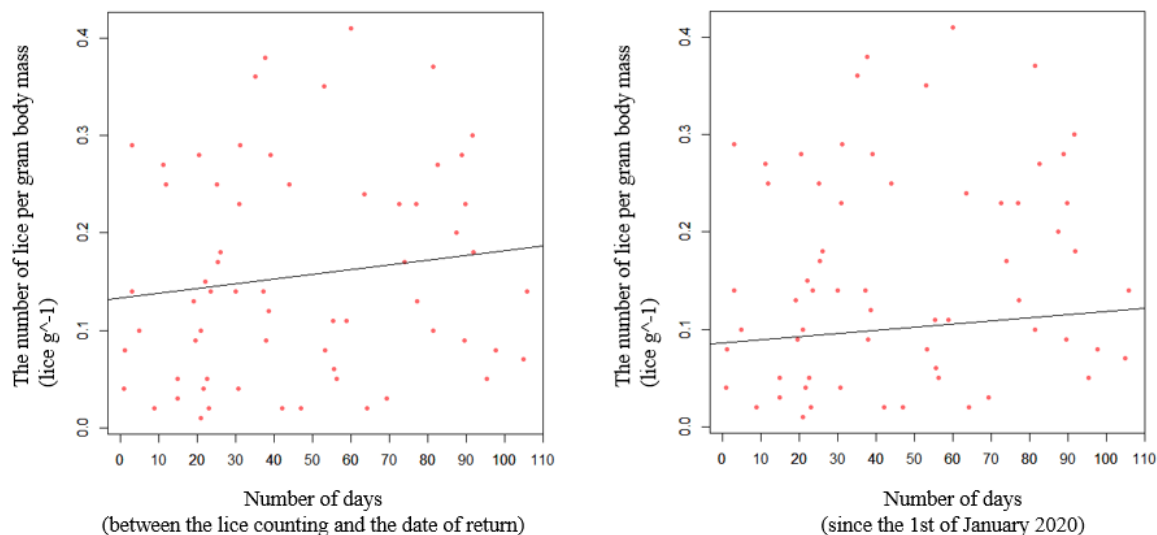 The number of lice per gram body mass
(lice g^-1)
0.4
0.3
0.2
0.1
0.0
0 10 20 30 40 50 60 70 80 90 100 110
Number of days
(between the lice counting and the date of return)
The number of lice per gram body mass
(lice g^-1)
0.4
0.3
0.2
0.1
0.0
0 10 20 30 40 50 60 70 80 90 100 110
Number of days
(since the 1st of January 2020)